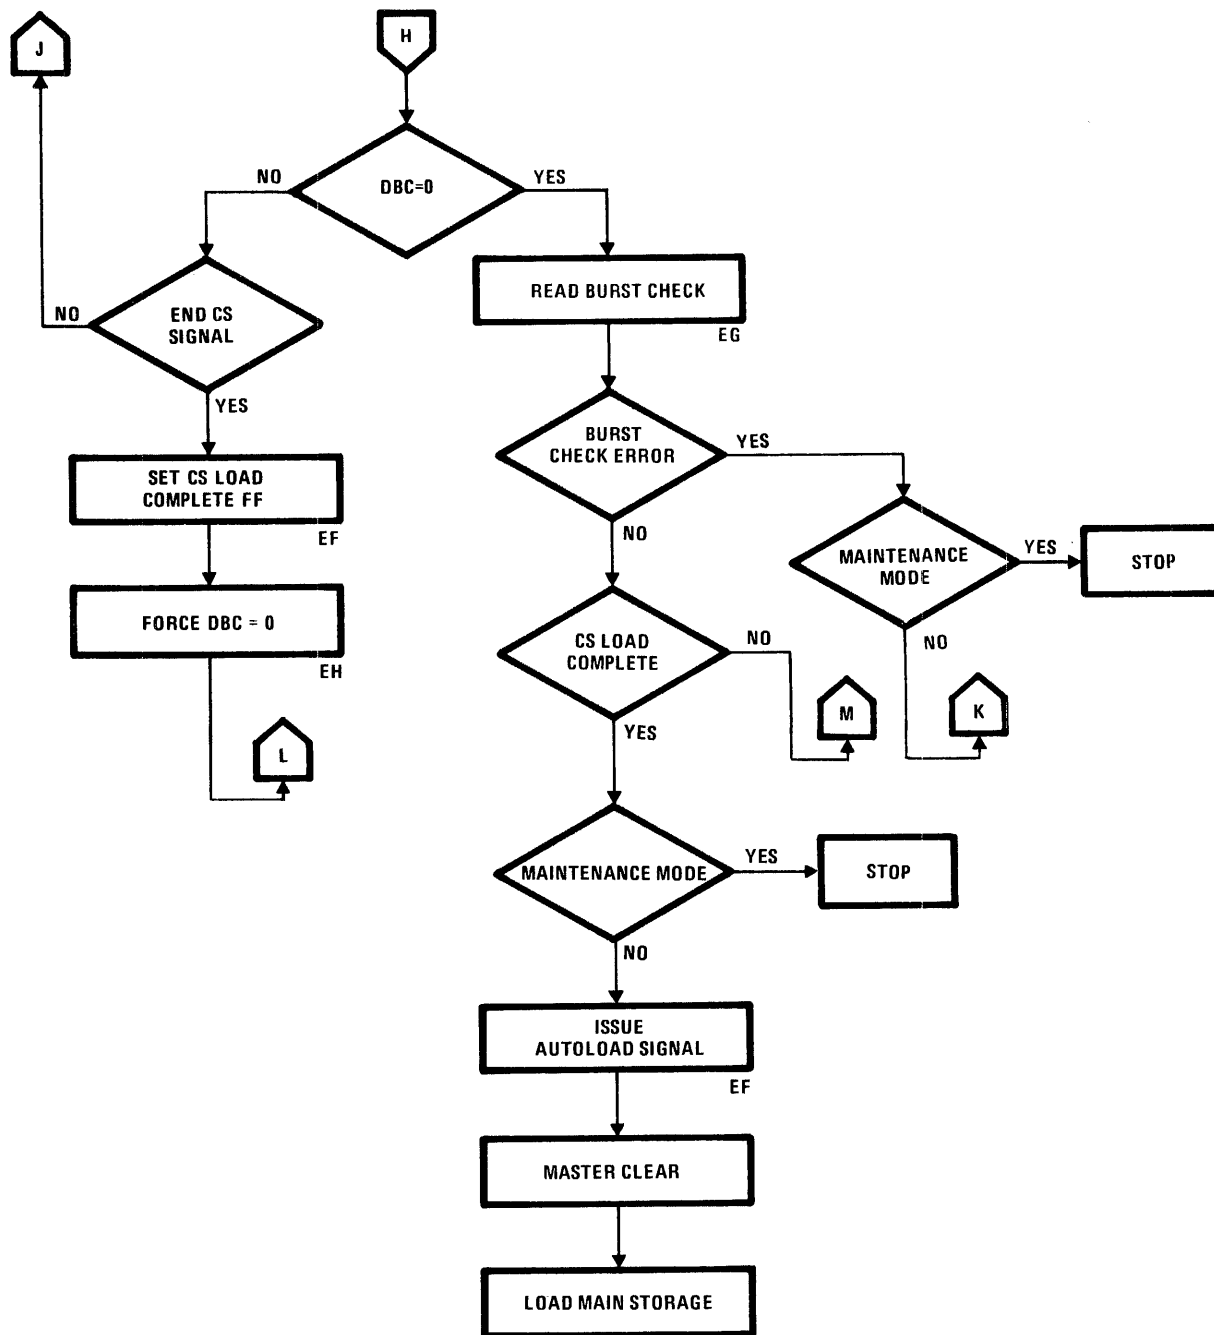 J
H
DBC=0
NO
YES
READ BURST CHECK
EG
END CS
SIGNAL
NO
YES
BURST
CHECK ERROR
YES
NO
SET CS LOAD
COMPLETE FF
EF
MAINTENANCE
MODE
YES
STOP
NO
FORCE DBC = 0
EH
CS LOAD
COMPLETE
NO
YES
M
K
L
MAINTENANCE MODE
YES
STOP
NO
ISSUE
AUTOLOAD SIGNAL
EF
MASTER CLEAR
LOAD MAIN STORAGE